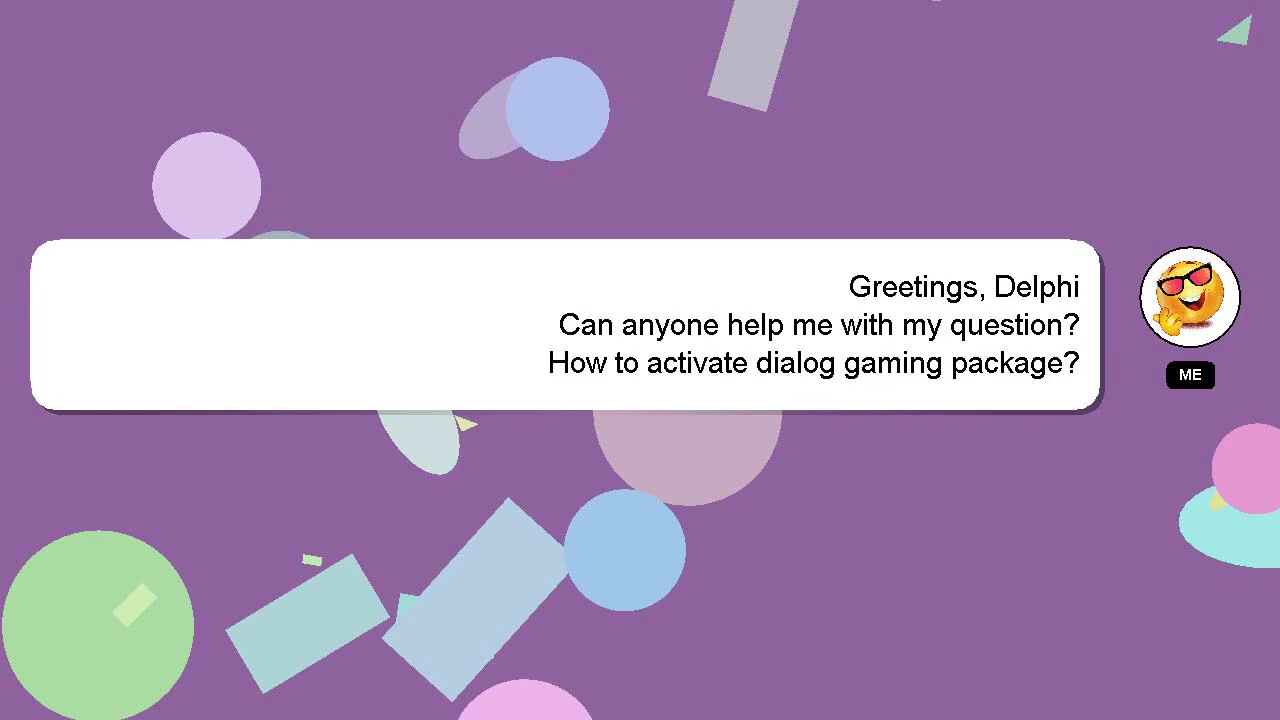 Greetings, Delphi
Can anyone help me with my question?
How to activate dialog gaming package?
ME